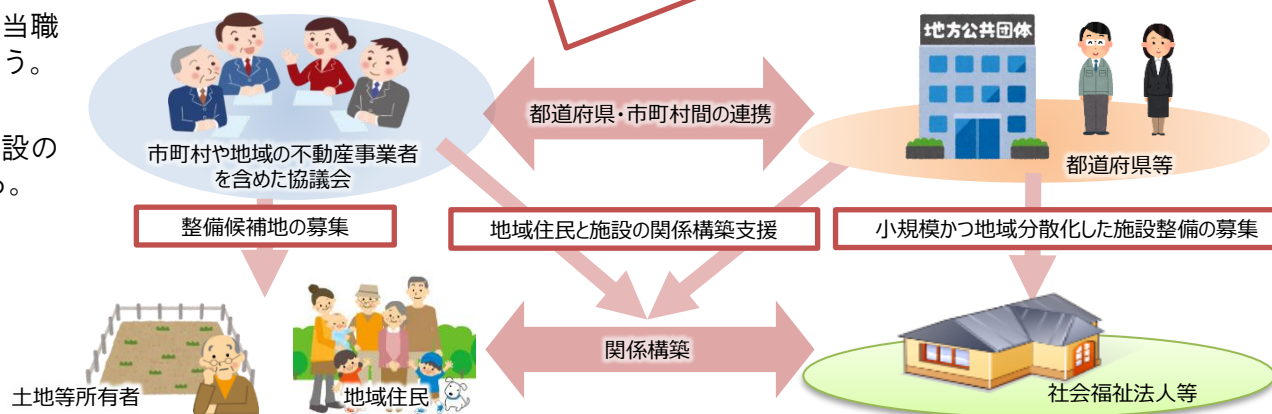 当職
う。
設の
。
地方公共団体
都道府県・市町村間の連携
市町村や地域の不動産事業者
を含めた協議会
都道府県等
整備候補地の募集
地域住民と施設の関係構築支援
小規模かつ地域分散化した施設整備の募集
関係構築
土地等所有者
地域住民
社会福祉法人等